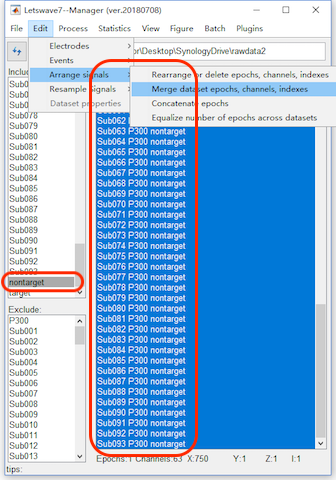 Letswave7--Manager (ver.20180708)
File Edit Process Statistics View Figure Batch Plugins
Electrodes
or\Desktop\SynologyDrive\rawdata2
Events
Arrange signals
Rearrange or delete epochs, channels, indexes
Resample Signals
Merge dataset epochs, channels, indexes
Dataset properties
Concatenate epochs
Equalize number of epochs across datasets
Sub078
Sub079
Sub080
Sub081
Sub082
Sub083
Sub084
Sub085
Sub086
Sub087
Sub088
Sub089
Sub090
Sub091
Sub092
Sub093
nontarget
target
Exclude:
P300
Sub001
Sub002
Sub003
Sub004
Sub005
Sub006
Sub007
Sub008
Sub009
Sub010
Sub011
Sub012
Sub013
Sub062 P300 nontarget
Sub063 P300 nontarget
Sub064 P300 nontarget
Sub065 P300 nontarget
Sub066 P300 nontarget
Sub067 P300 nontarget
Sub068 P300 nontarget
Sub069 P300 nontarget
Sub070 P300 nontarget
Sub071 P300 nontarget
Sub072 P300 nontarget
Sub073 P300 nontarget
Sub074 P300 nontarget
Sub075 P300 nontarget
Sub076 P300 nontarget
Sub077 P300 nontarget
Sub078 P300 nontarget
Sub079 P300 nontarget
Sub080 P300 nontarget
Sub081 P300 nontarget
Sub082 P300 nontarget
Sub083 P300 nontarget
Sub084 P300 nontarget
Sub085 P300 nontarget
Sub086 P300 nontarget
Sub087 P300 nontarget
Sub088 P300 nontarget
Sub089 P300 nontarget
Sub090 P300 nontarget
Sub091 P300 nontarget
Sub092 P300 nontarget
Sub093 P300 nontarget
Epochs:1 Channels 63 X:750 Y:1 Z:1 I:1
tips: